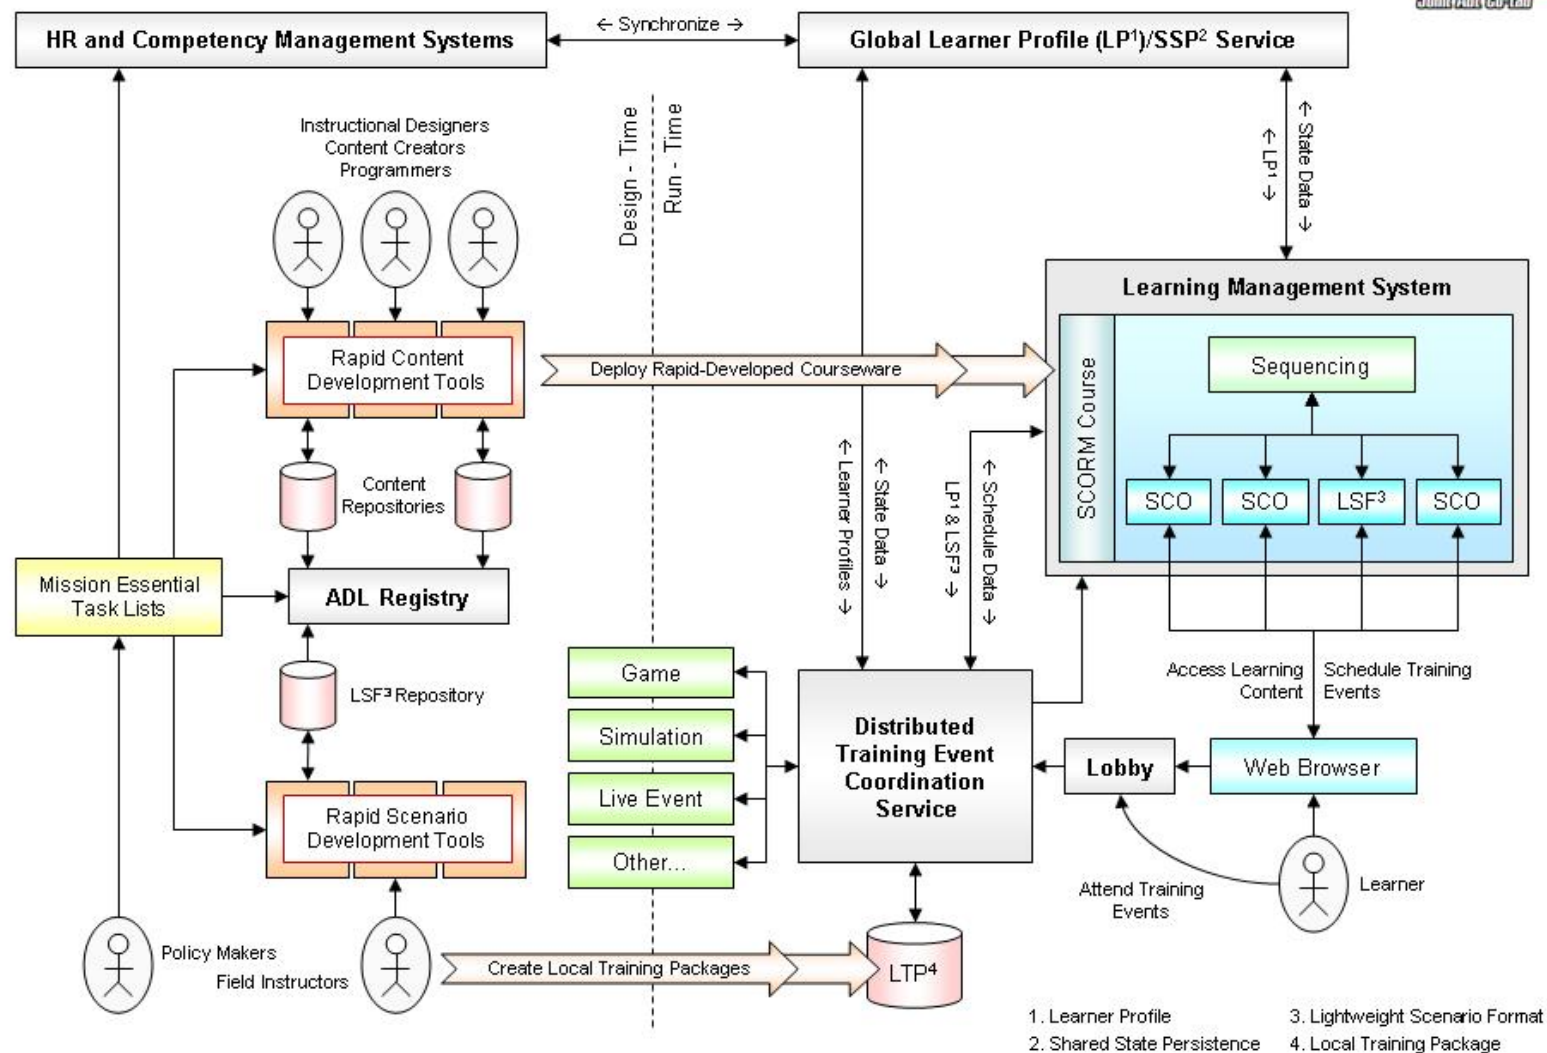 HR and Competency Management Systems
← Synchronize →
Global Learner Profile (LP¹)/SSP² Service
Instructional Designers
Content Creators
Programmers
Design - Time
Run - Time
← LP¹ →
← State Data →
Learning Management System
Rapid Content
Development Tools
Deploy Rapid-Developed Courseware
SCORM Course
Sequencing
SCO
SCO
LSF³
SCO
Content
Repositories
← Learner Profiles →
← State Data →
LP¹ & LSF³ →
← Schedule Data →
Mission Essential
Task Lists
ADL Registry
LSF³ Repository
Game
Simulation
Live Event
Other...
Distributed
Training Event
Coordination
Service
Access Learning
Content
Schedule Training
Events
Lobby
Web Browser
Rapid Scenario
Development Tools
Attend Training
Events
Learner
Policy Makers
Field Instructors
Create Local Training Packages
LTP⁴
1. Learner Profile
2. Shared State Persistence
3. Lightweight Scenario Format
4. Local Training Package